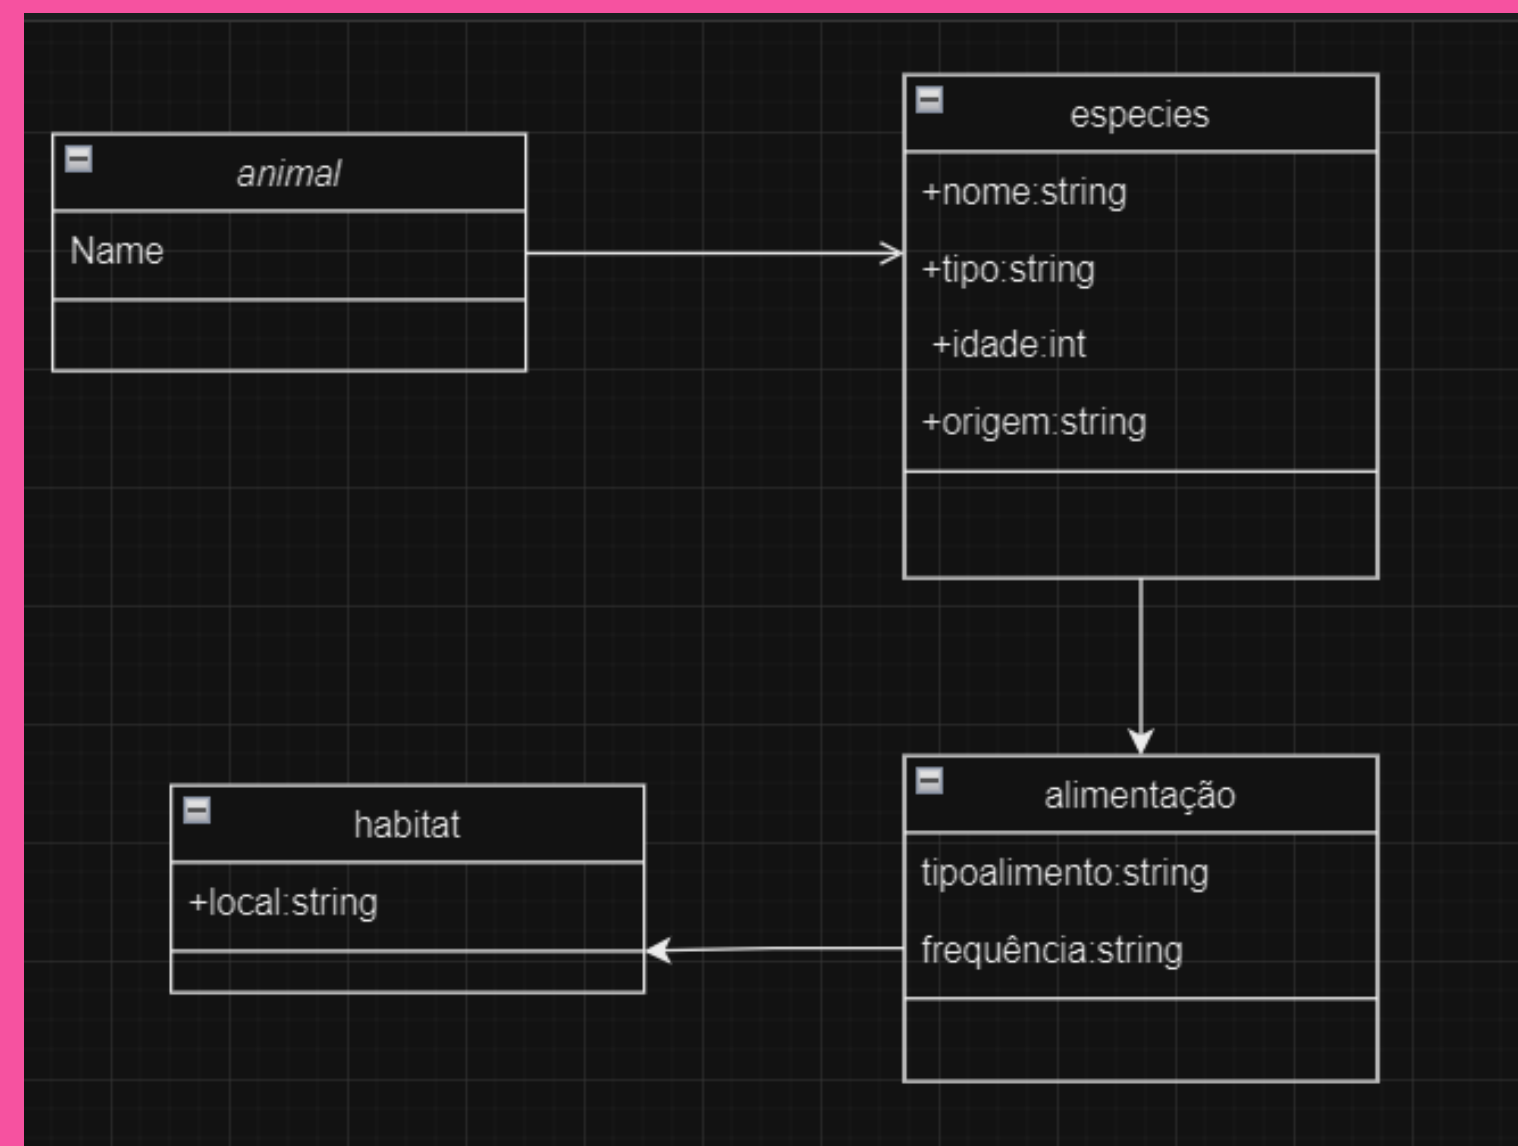 animal
Name
especies
+nome:string
+tipo:string
+idade:int
+origem:string
habitat
+local:string
alimentação
tipoalimento:string
frequência:string